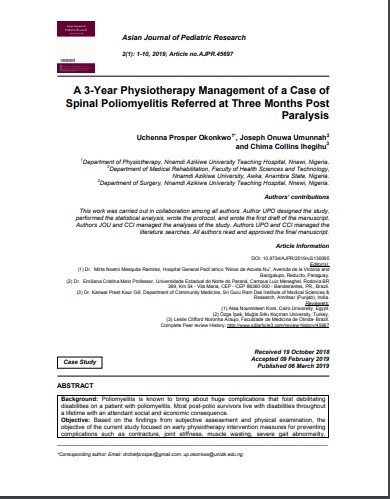 Asian Journal of Pediatric Research
2(1): 1-10, 2019; Article no.AJPR.45697
A 3-Year Physiotherapy Management of a Case of
Spinal Poliomyelitis Referred at Three Months Post
Paralysis
Uchenna Prosper Okonkwo1*, Joseph Onuwa Umunnah2
and Chima Collins Ihegihu3
1Department of Physiotherapy, Nnamdi Azikiwe University Teaching Hospital, Nnewi, Nigeria.
2Department of Medical Rehabilitation, Faculty of Health Sciences and Technology,
Nnamdi Azikiwe University, Awka, Anambra State, Nigeria.
3Department of Surgery, Nnamdi Azikiwe University Teaching Hospital, Nnewi, Nigeria.
Authors' contributions
This work was carried out in collaboration among all authors. Author UPO designed the study,
performed the statistical analysis, wrote the protocol, and wrote the first draft of the manuscript.
Authors JOU and CCI managed the analyses of the study. Authors UPO and CCI managed the
literature searches. All authors read and approved the final manuscript.
Article Information
DOI: 10.9734/AJPR/2019/v2i130095
Editor(s):
(1) Dr. Mirta Noemi Mesquita Ramirez, Hospital General Pediatrico "Ninos de Acosta Nu", Avenida de la Victoria and
Bacigalupo, Reducto, Paraguay.
(2) Dr. Emiliana Cristina Melo Professor, Universidade Estadual do Norte do Paraná, Campus Luiz Meneghel, Rodovia BR
369, Km 54 - Vila Maria, CEP - CEP 86360-000 - Bandeirantes, PR., Brazil.
(3) Dr. Kanwal Preet Kaur Gill, Department of Community Medicine, Sri Guru Ram Das Institute of Medical Sciences &
Research, Amritsar (Punjab), India.
Reviewers:
(1) Alaa Noureldeen Kora, Cairo University, Egypt.
(2) Özge İpek, Muğla Sıtkı Koçman University, Turkey.
(3) Leslie Clifford Noronha Araujo, Faculdade de Medicina de Olinda- Brazil.
Complete Peer review History: http://www.sdiarticle3.com/review-history/45697
Received 19 October 2018
Accepted 09 February 2019
Published 06 March 2019
Case Study
ABSTRACT
Background: Poliomyelitis is known to bring about huge complications that foist debilitating
disabilities on a patient with poliomyelitis. Most post-polio survivors live with disabilities throughout
a lifetime with an attendant social and economic consequence.
Objective: Based on the findings from subjective assessment and physical examination, the
objective of the current study focused on early physiotherapy intervention measures for preventing
complications such as contracture, joint stiffness, muscle wasting, severe gait abnormality,
*Corresponding author: Email: drchiefprosper@gmail.com, up.okonkwo@unizik.edu.ng;